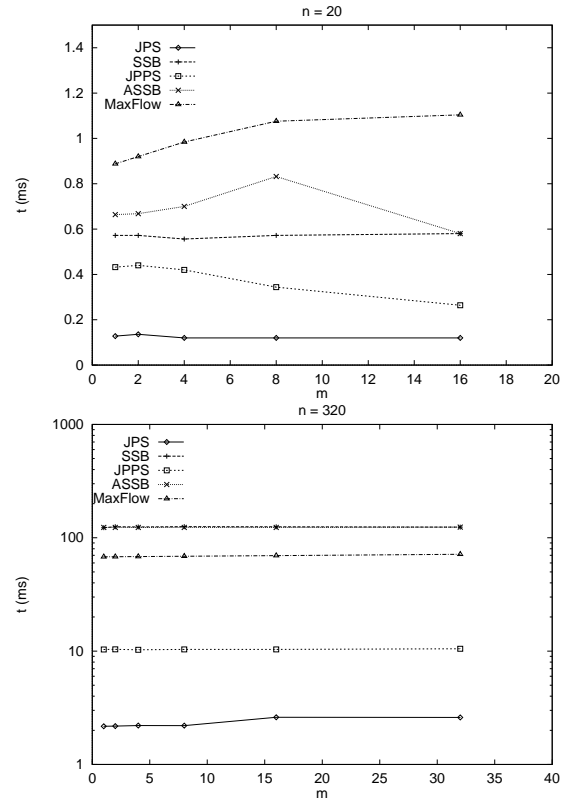 n = 20
1.4
1.2
1
0.8
0.6
0.4
0.2
0
t (ms)
JPS
SSB
JPPS
ASSB
MaxFlow
0 2 4 6 8 10 12 14 16 18 20
m
n = 320
1000
100
10
1
t (ms)
JPS
SSB
JPPS
ASSB
MaxFlow
0 5 10 15 20 25 30 35 40
m